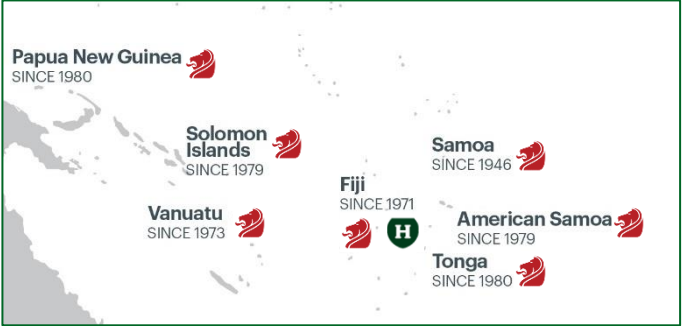 Papua New Guinea
SINCE 1980
Solomon
Islands
SINCE 1979
Samoa
SINCE 1946
Fiji
SINCE 1971
Vanuatu
SINCE 1973
H
American Samoa
SINCE 1979
Tonga
SINCE 1980